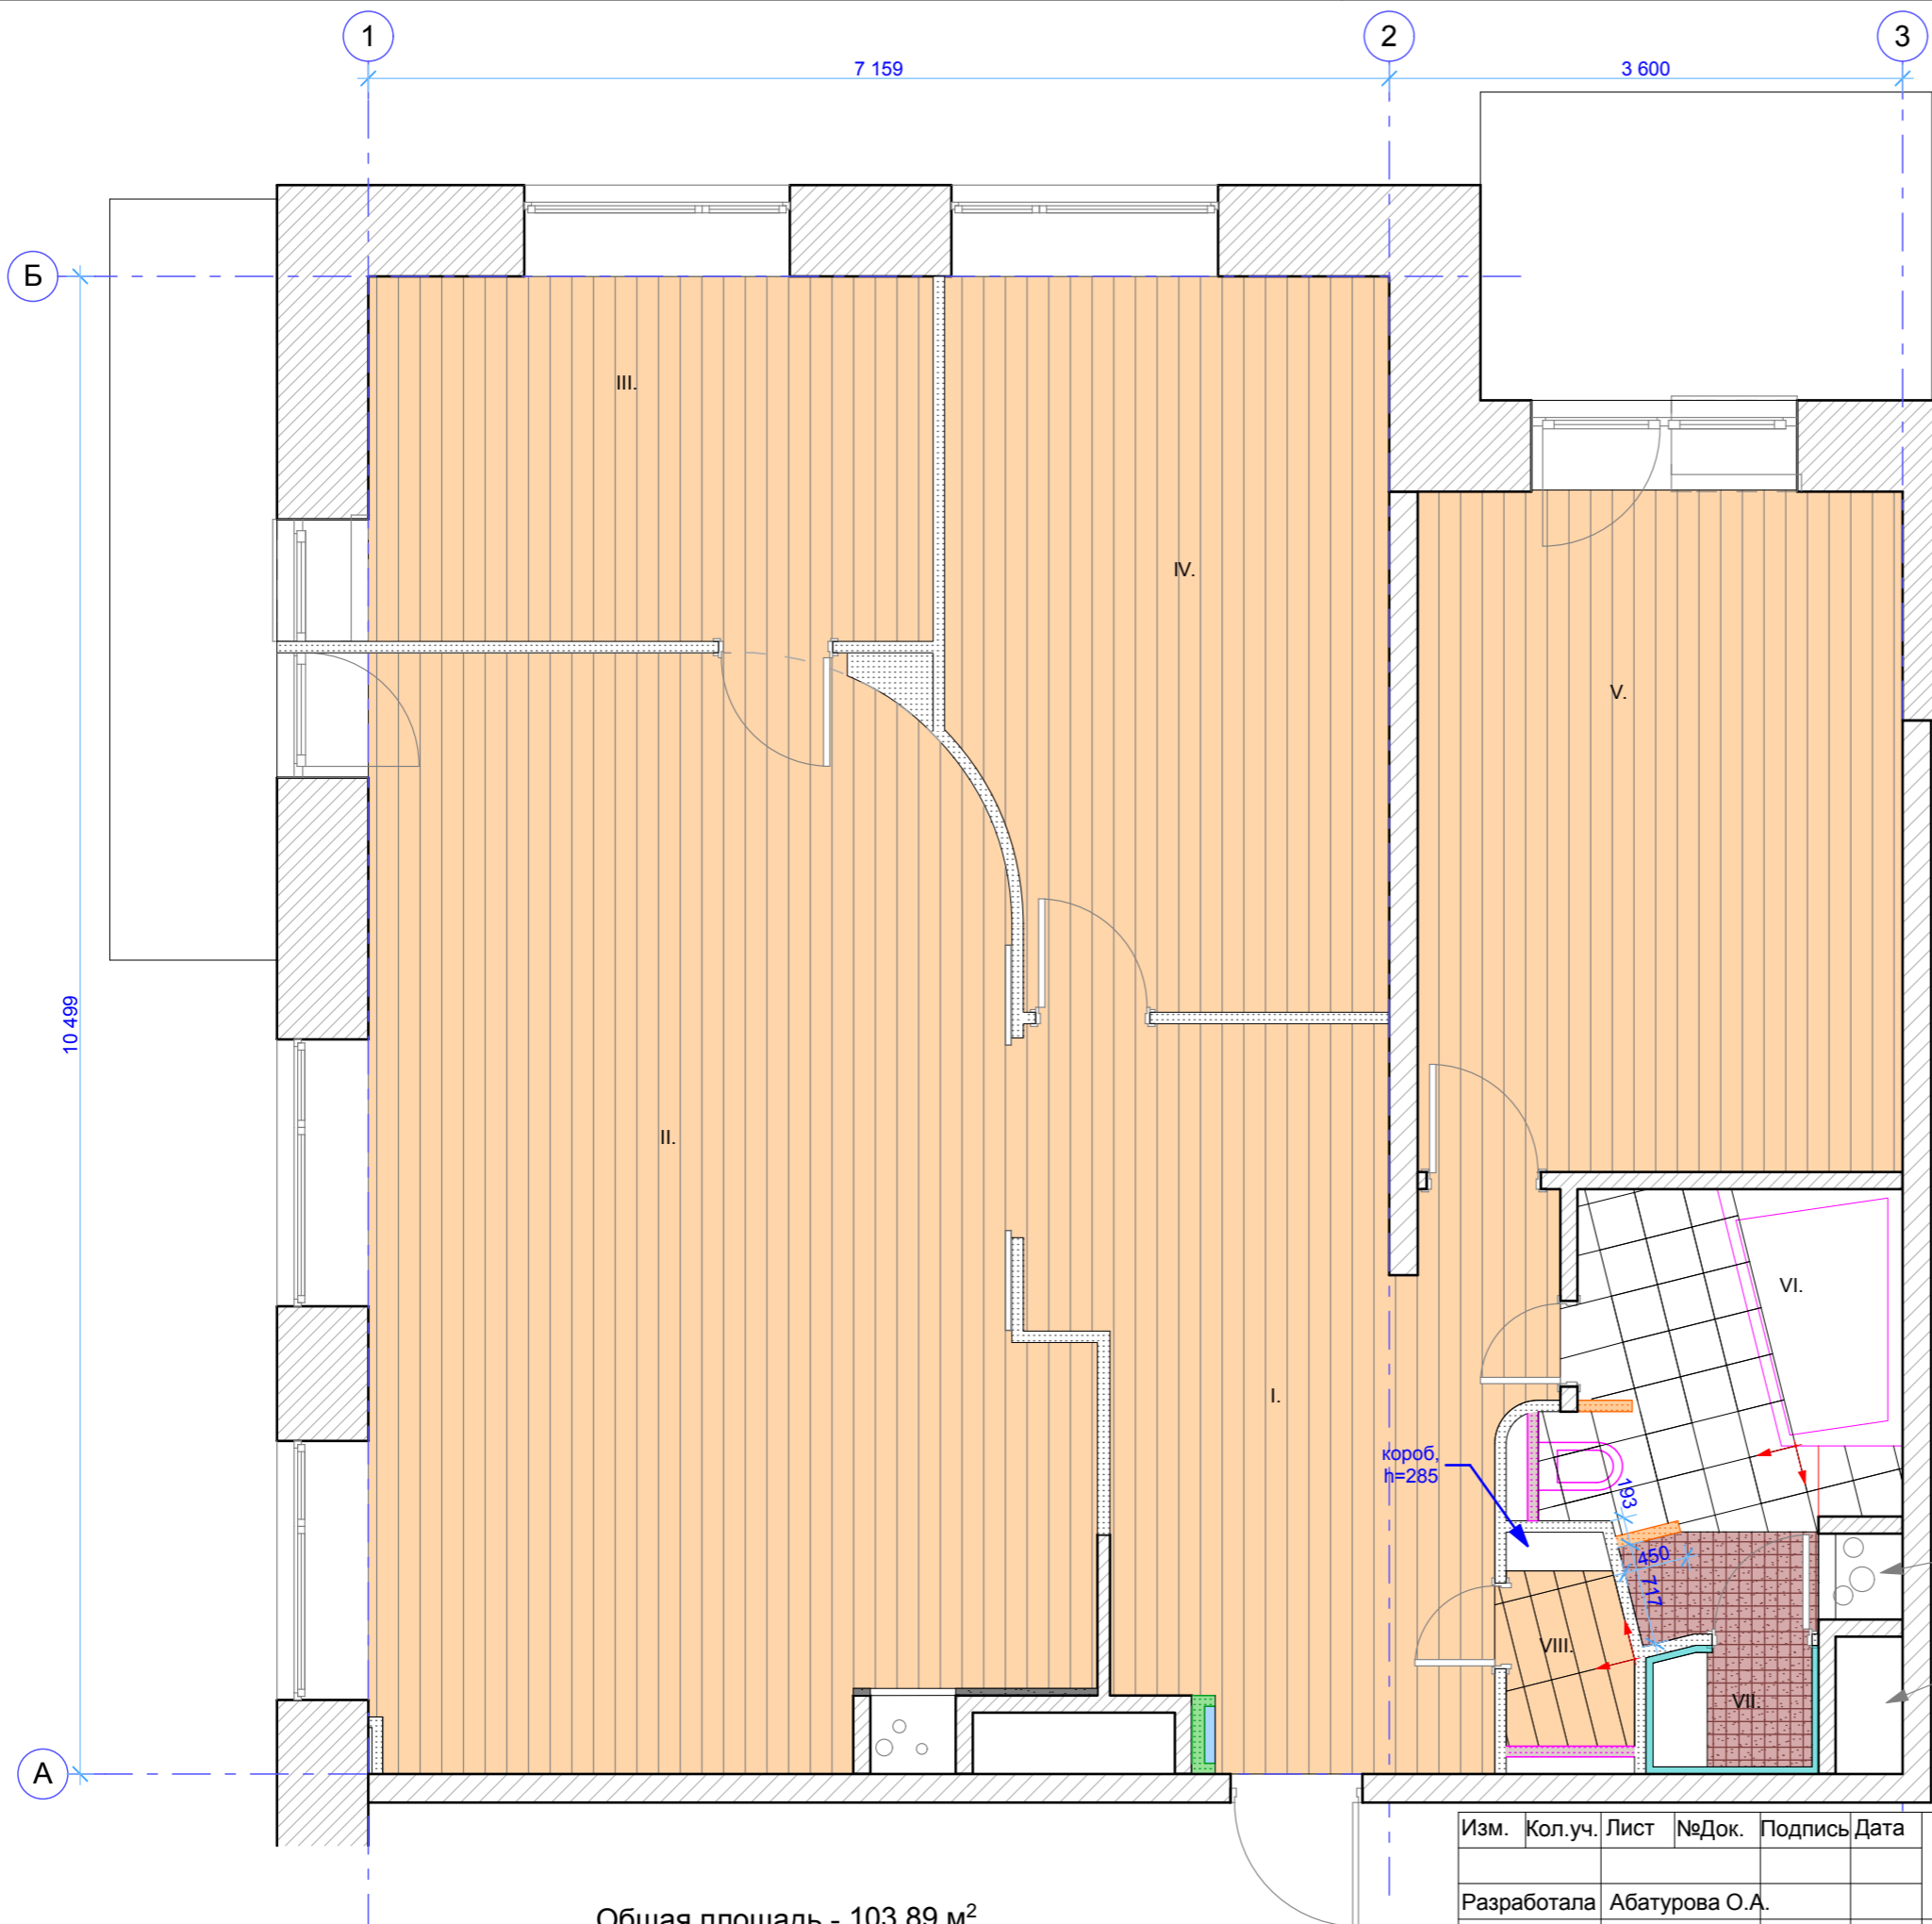 1
2
3
7 159
3 600
Б
III.
IV.
V.
10 499
II.
VI.
I.
короб,
h=285
193
450
717
VIII.
VII.
А
Изм. Кол.уч. Лист №Док. Подпись Дата
Разработала Абатурова О.А.
Общая площадь - 103,89 м²